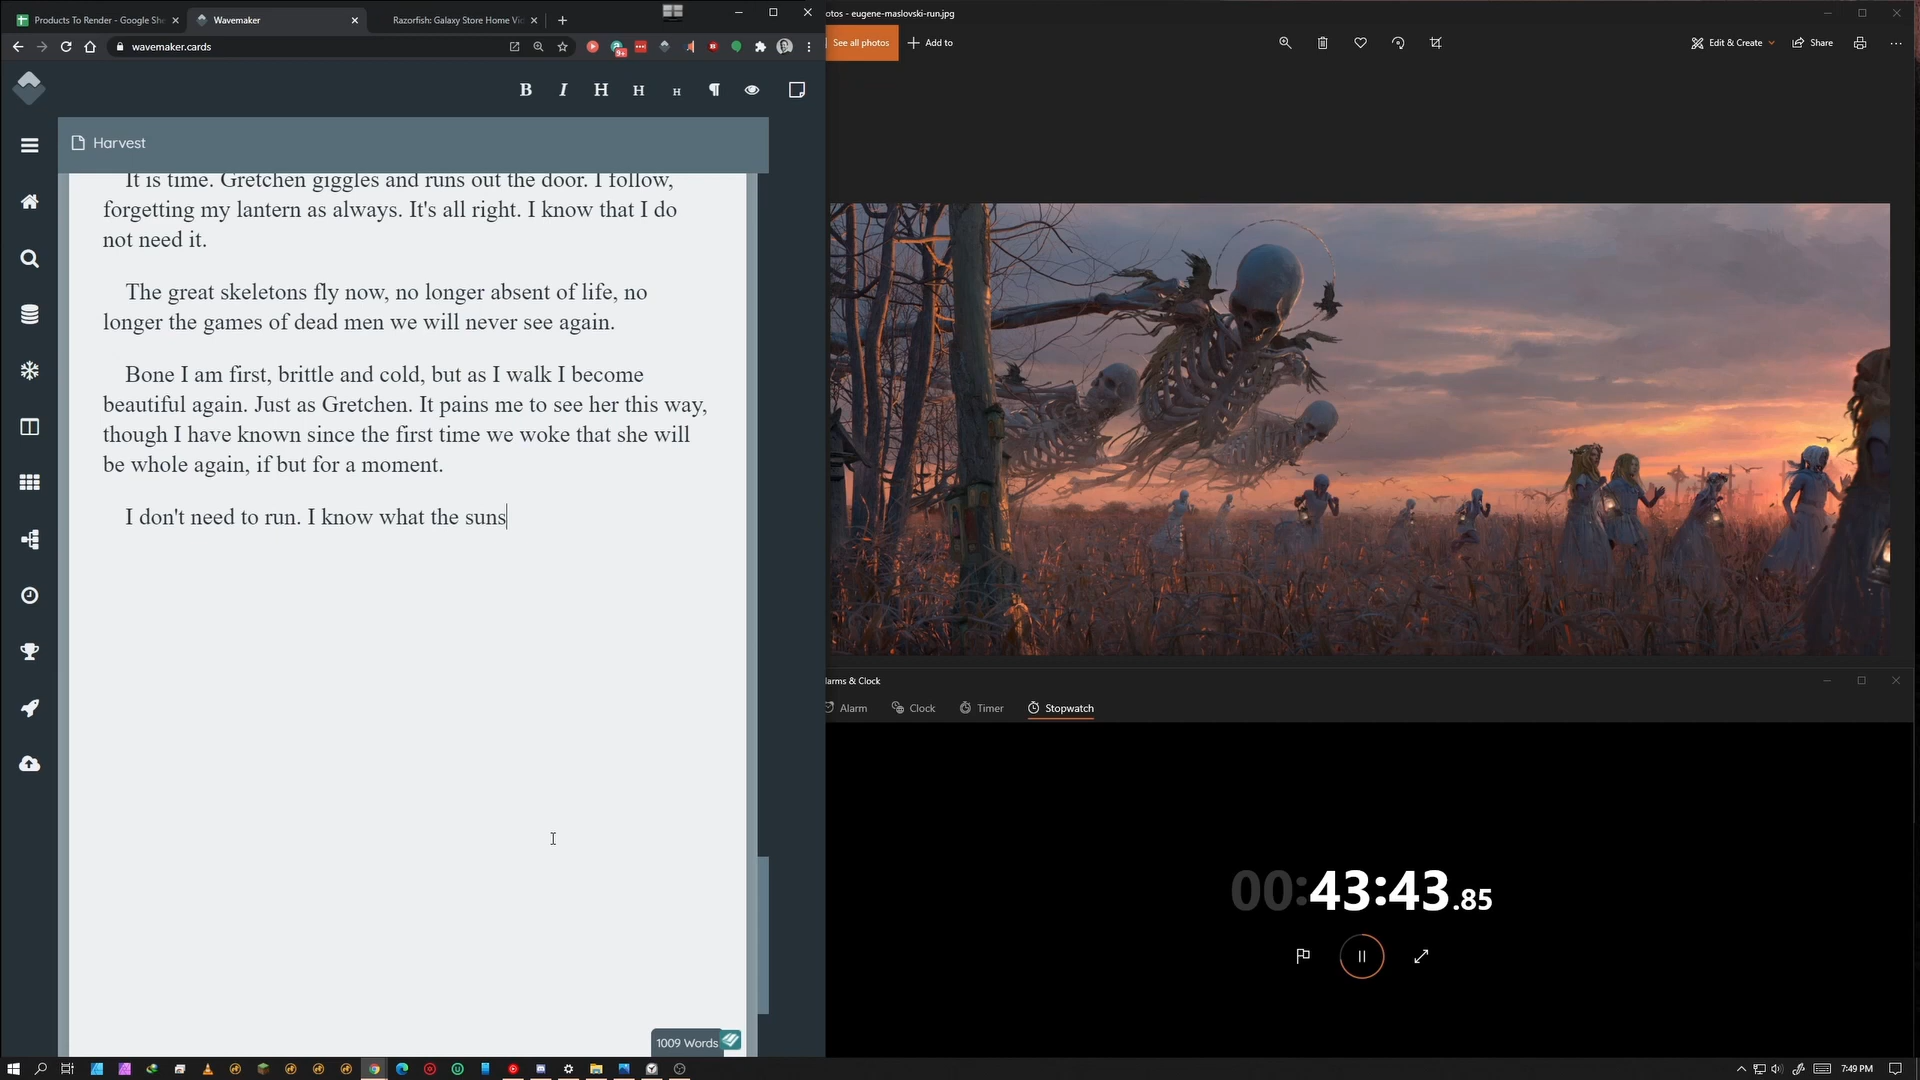 Products To Render - Google She
Wavemaker
Razorfish: Galaxy Store Home Vi
wavemaker.cards
9+
B I H H H ¶
Harvest
It is time. Gretchen giggles and runs out the door. I follow,
forgetting my lantern as always. It's all right. I know that I do
not need it.
The great skeletons fly now, no longer absent of life, no
longer the games of dead men we will never see again.
Bone I am first, brittle and cold, but as I walk I become
beautiful again. Just as Gretchen. It pains me to see her this way,
though I have known since the first time we woke that she will
be whole again, if but for a moment.
I don't need to run. I know what the suns
1009 Words
otos - eugene-maslovski-run.jpg
See all photos
Add to
Edit & Create
Share
larms & Clock
Alarm
Clock
Timer
Stopwatch
00:43:43.85
7:49 PM